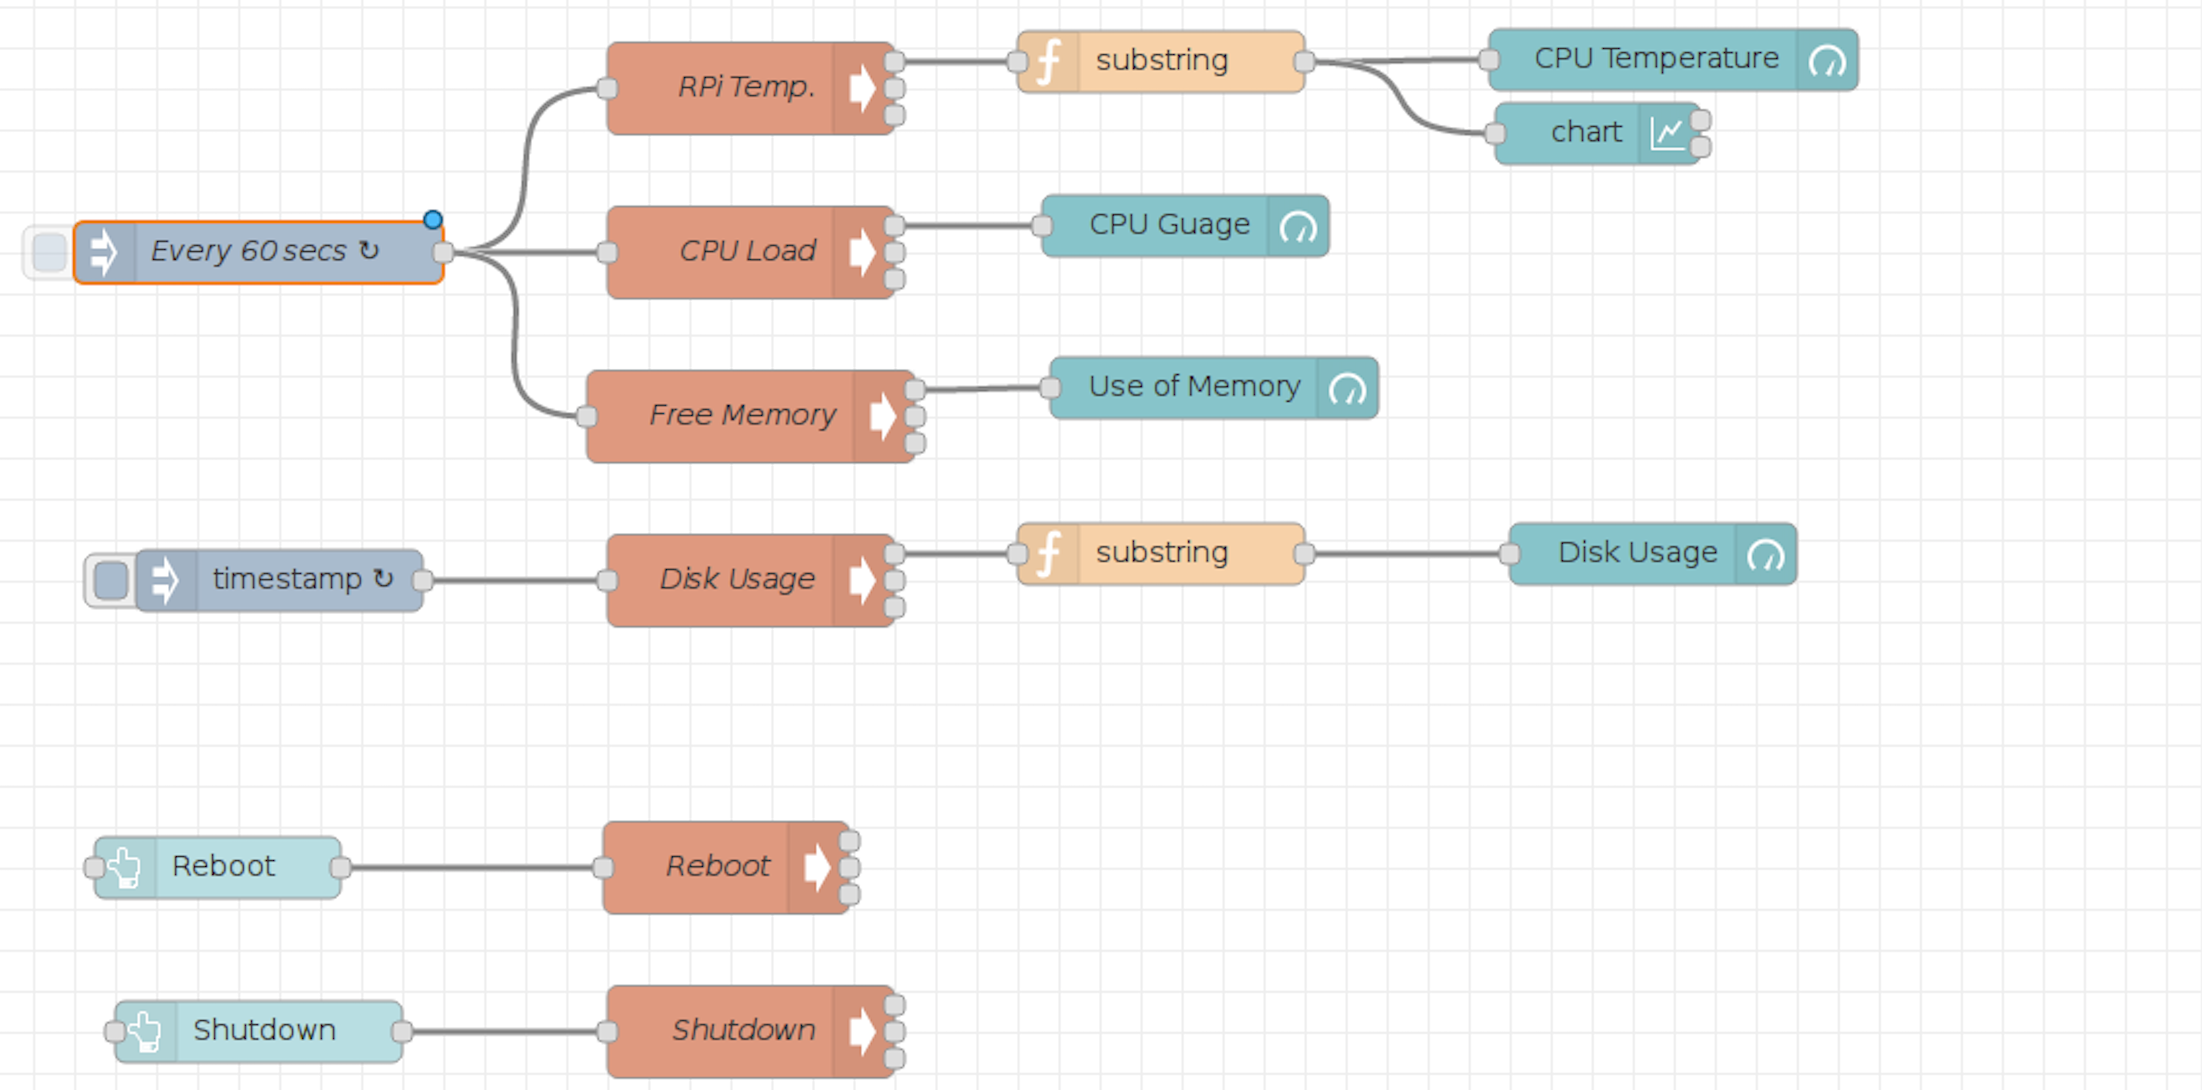 RPi Temp.
substring
CPU Temperature
chart
Every 60 secs ↻
CPU Load
CPU Guage
Free Memory
Use of Memory
timestamp ↻
Disk Usage
substring
Disk Usage
Reboot
Reboot
Shutdown
Shutdown